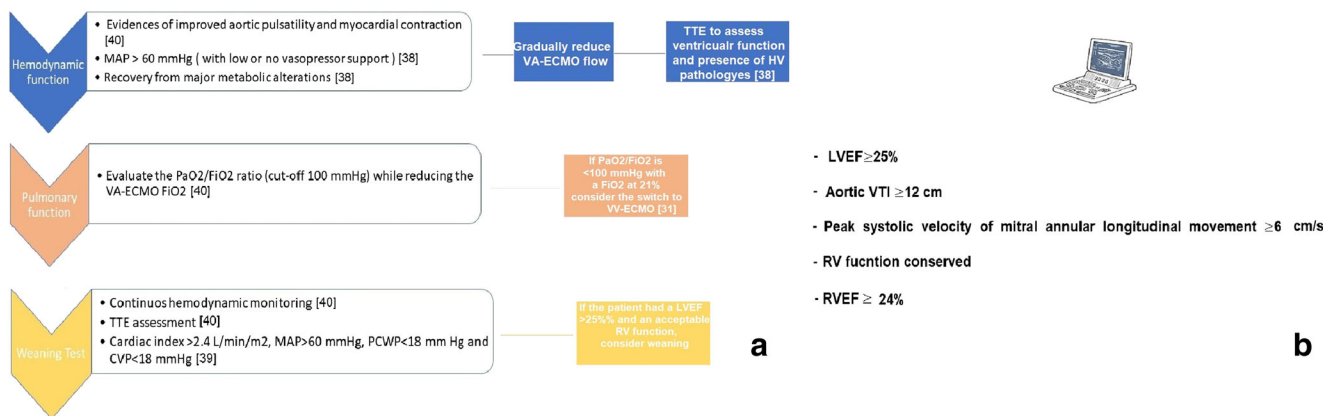 Hemodynamic
function
• Evidences of improved aortic pulsatility and myocardial contraction
[40]
• MAP > 60 mmHg ( with low or no vasopressor support ) [38]
• Recovery from major metabolic alterations [38]
Gradually reduce
VA-ECMO flow
TTE to assess
ventricualr function
and presence of HV
pathologyes [38]
Pulmonary
function
• Evaluate the PaO2/FiO2 ratio (cut-off 100 mmHg) while reducing the
VA-ECMO FiO2 [40]
If PaO2/FiO2 is
<100 mmHg with
a FiO2 at 21%
consider the switch to
VV-ECMO [31]
Weaning Test
• Continuos hemodynamic monitoring [40]
• TTE assessment [40]
• Cardiac index >2.4 L/min/m2, MAP>60 mmHg, PCWP<18 mm Hg and
CVP<18 mmHg [39]
If the patient had a LVEF
>25%% and an acceptable
RV function,
consider weaning
a
- LVEF≥25%
- Aortic VTI ≥12 cm
- Peak systolic velocity of mitral annular longitudinal movement ≥6 cm/s
- RV fucntion conserved
- RVEF ≥ 24%
b